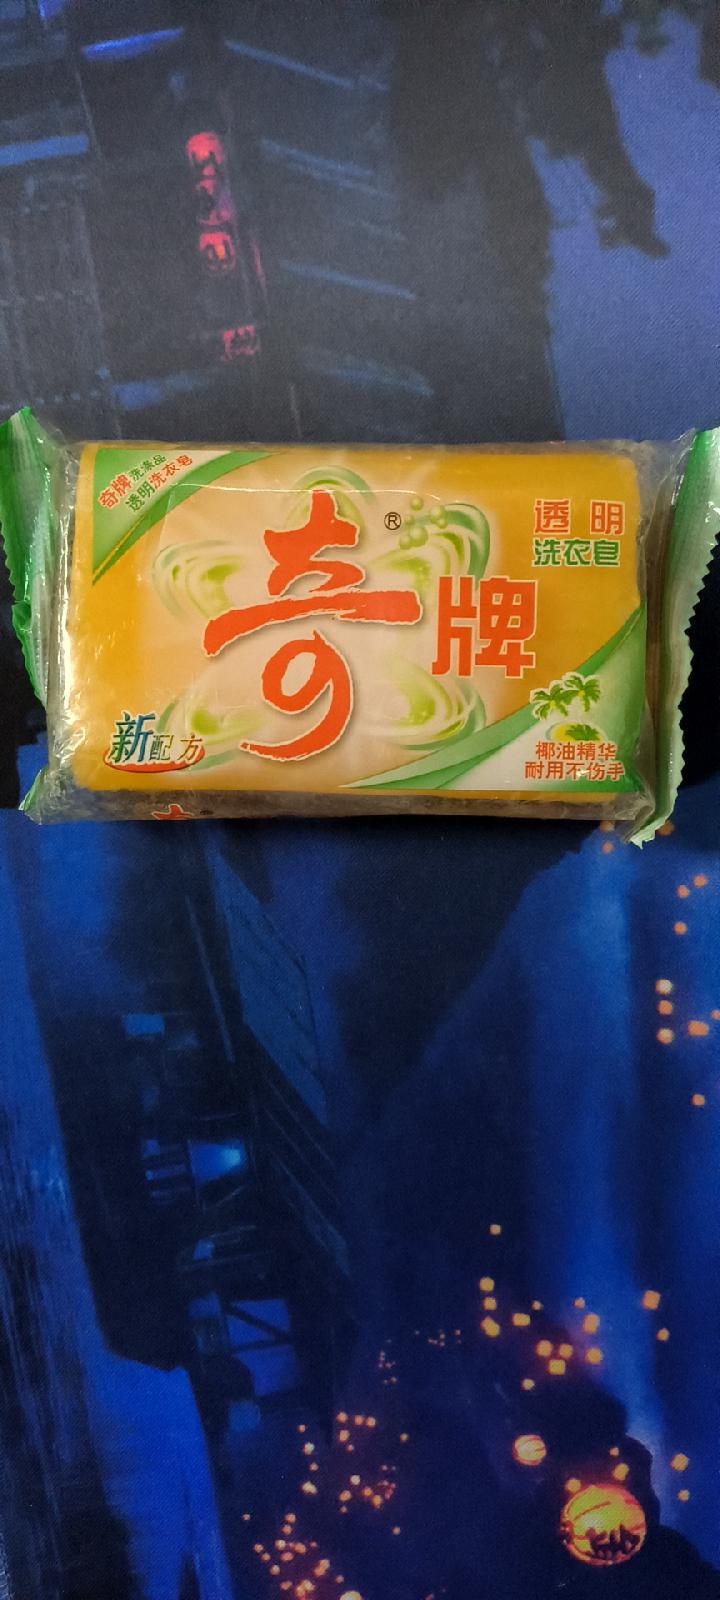 奇牌洗涤品
透明洗衣皂
奇牌®
透明
洗衣皂
新配方
椰油精华
耐用不伤手